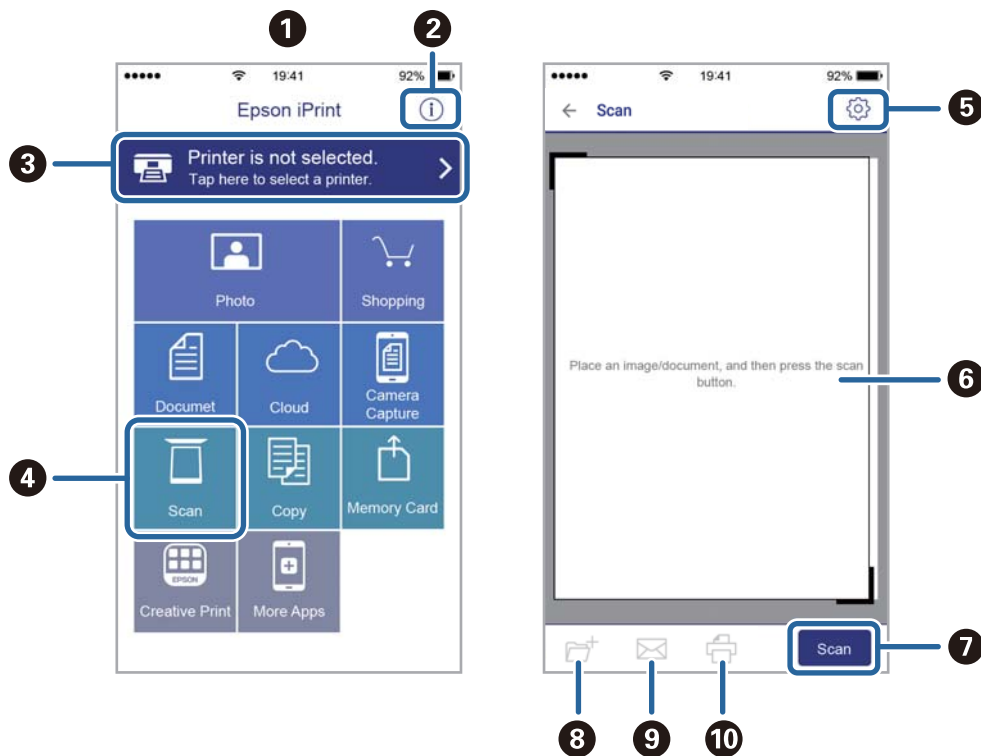 1
2
19:41
92%
Epson iPrint
i
3
Printer is not selected.
Tap here to select a printer.
Photo
Shopping
Documet
Cloud
Camera
Capture
4
Scan
Copy
Memory Card
EPSON
Creative Print
More Apps
19:41
92%
Scan
5
Place an image/document, and then press the scan
button.
6
Scan
7
8
9
10